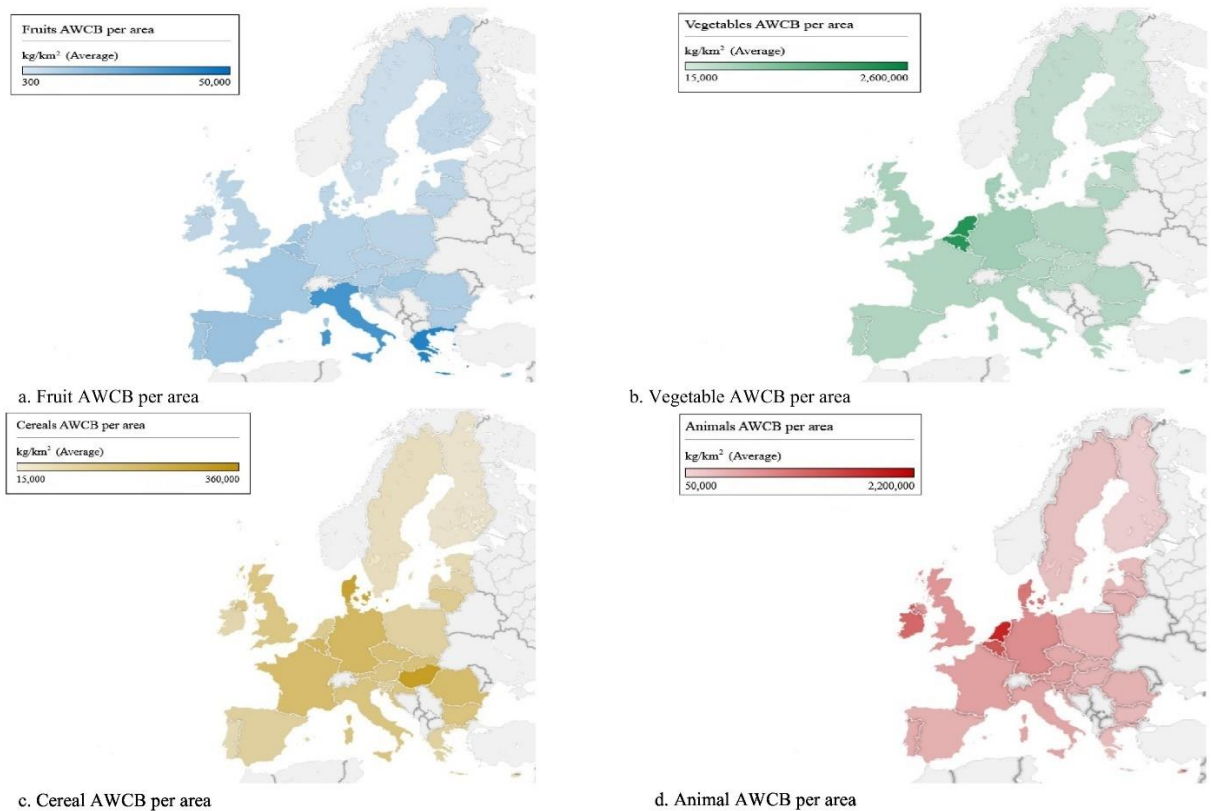 Fruits AWCB per area
kg/km² (Average)
300 50,000
a. Fruit AWCB per area
Vegetables AWCB per area
kg/km² (Average)
15,000 2,600,000
b. Vegetable AWCB per area
Cereals AWCB per area
kg/km² (Average)
15,000 360,000
c. Cereal AWCB per area
Animals AWCB per area
kg/km² (Average)
50,000 2,200,000
d. Animal AWCB per area